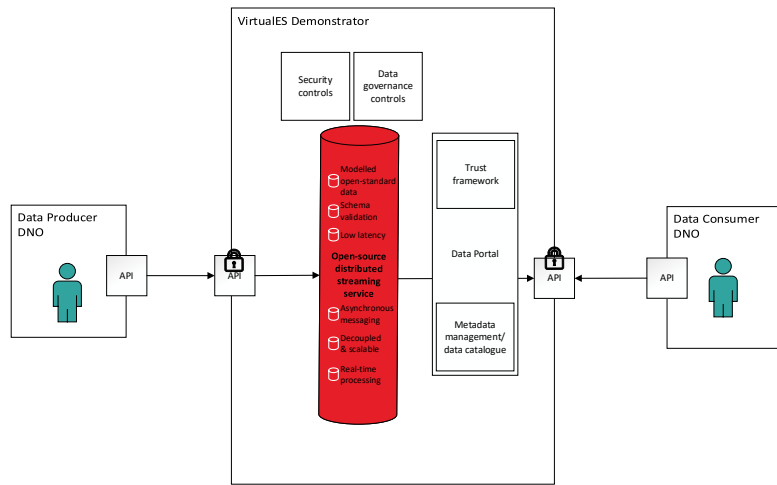 VirtualES Demonstrator
Security
controls
Data
governance
controls
Modelled
open-standard
data
Schema
validation
Low latency
Open-source
distributed
streaming
service
Asynchronous
messaging
Decoupled
& scalable
Real-time
processing
Trust
framework
Data Portal
Metadata
management/
data catalogue
Data Producer
DNO
API
API
API
Data Consumer
DNO
API